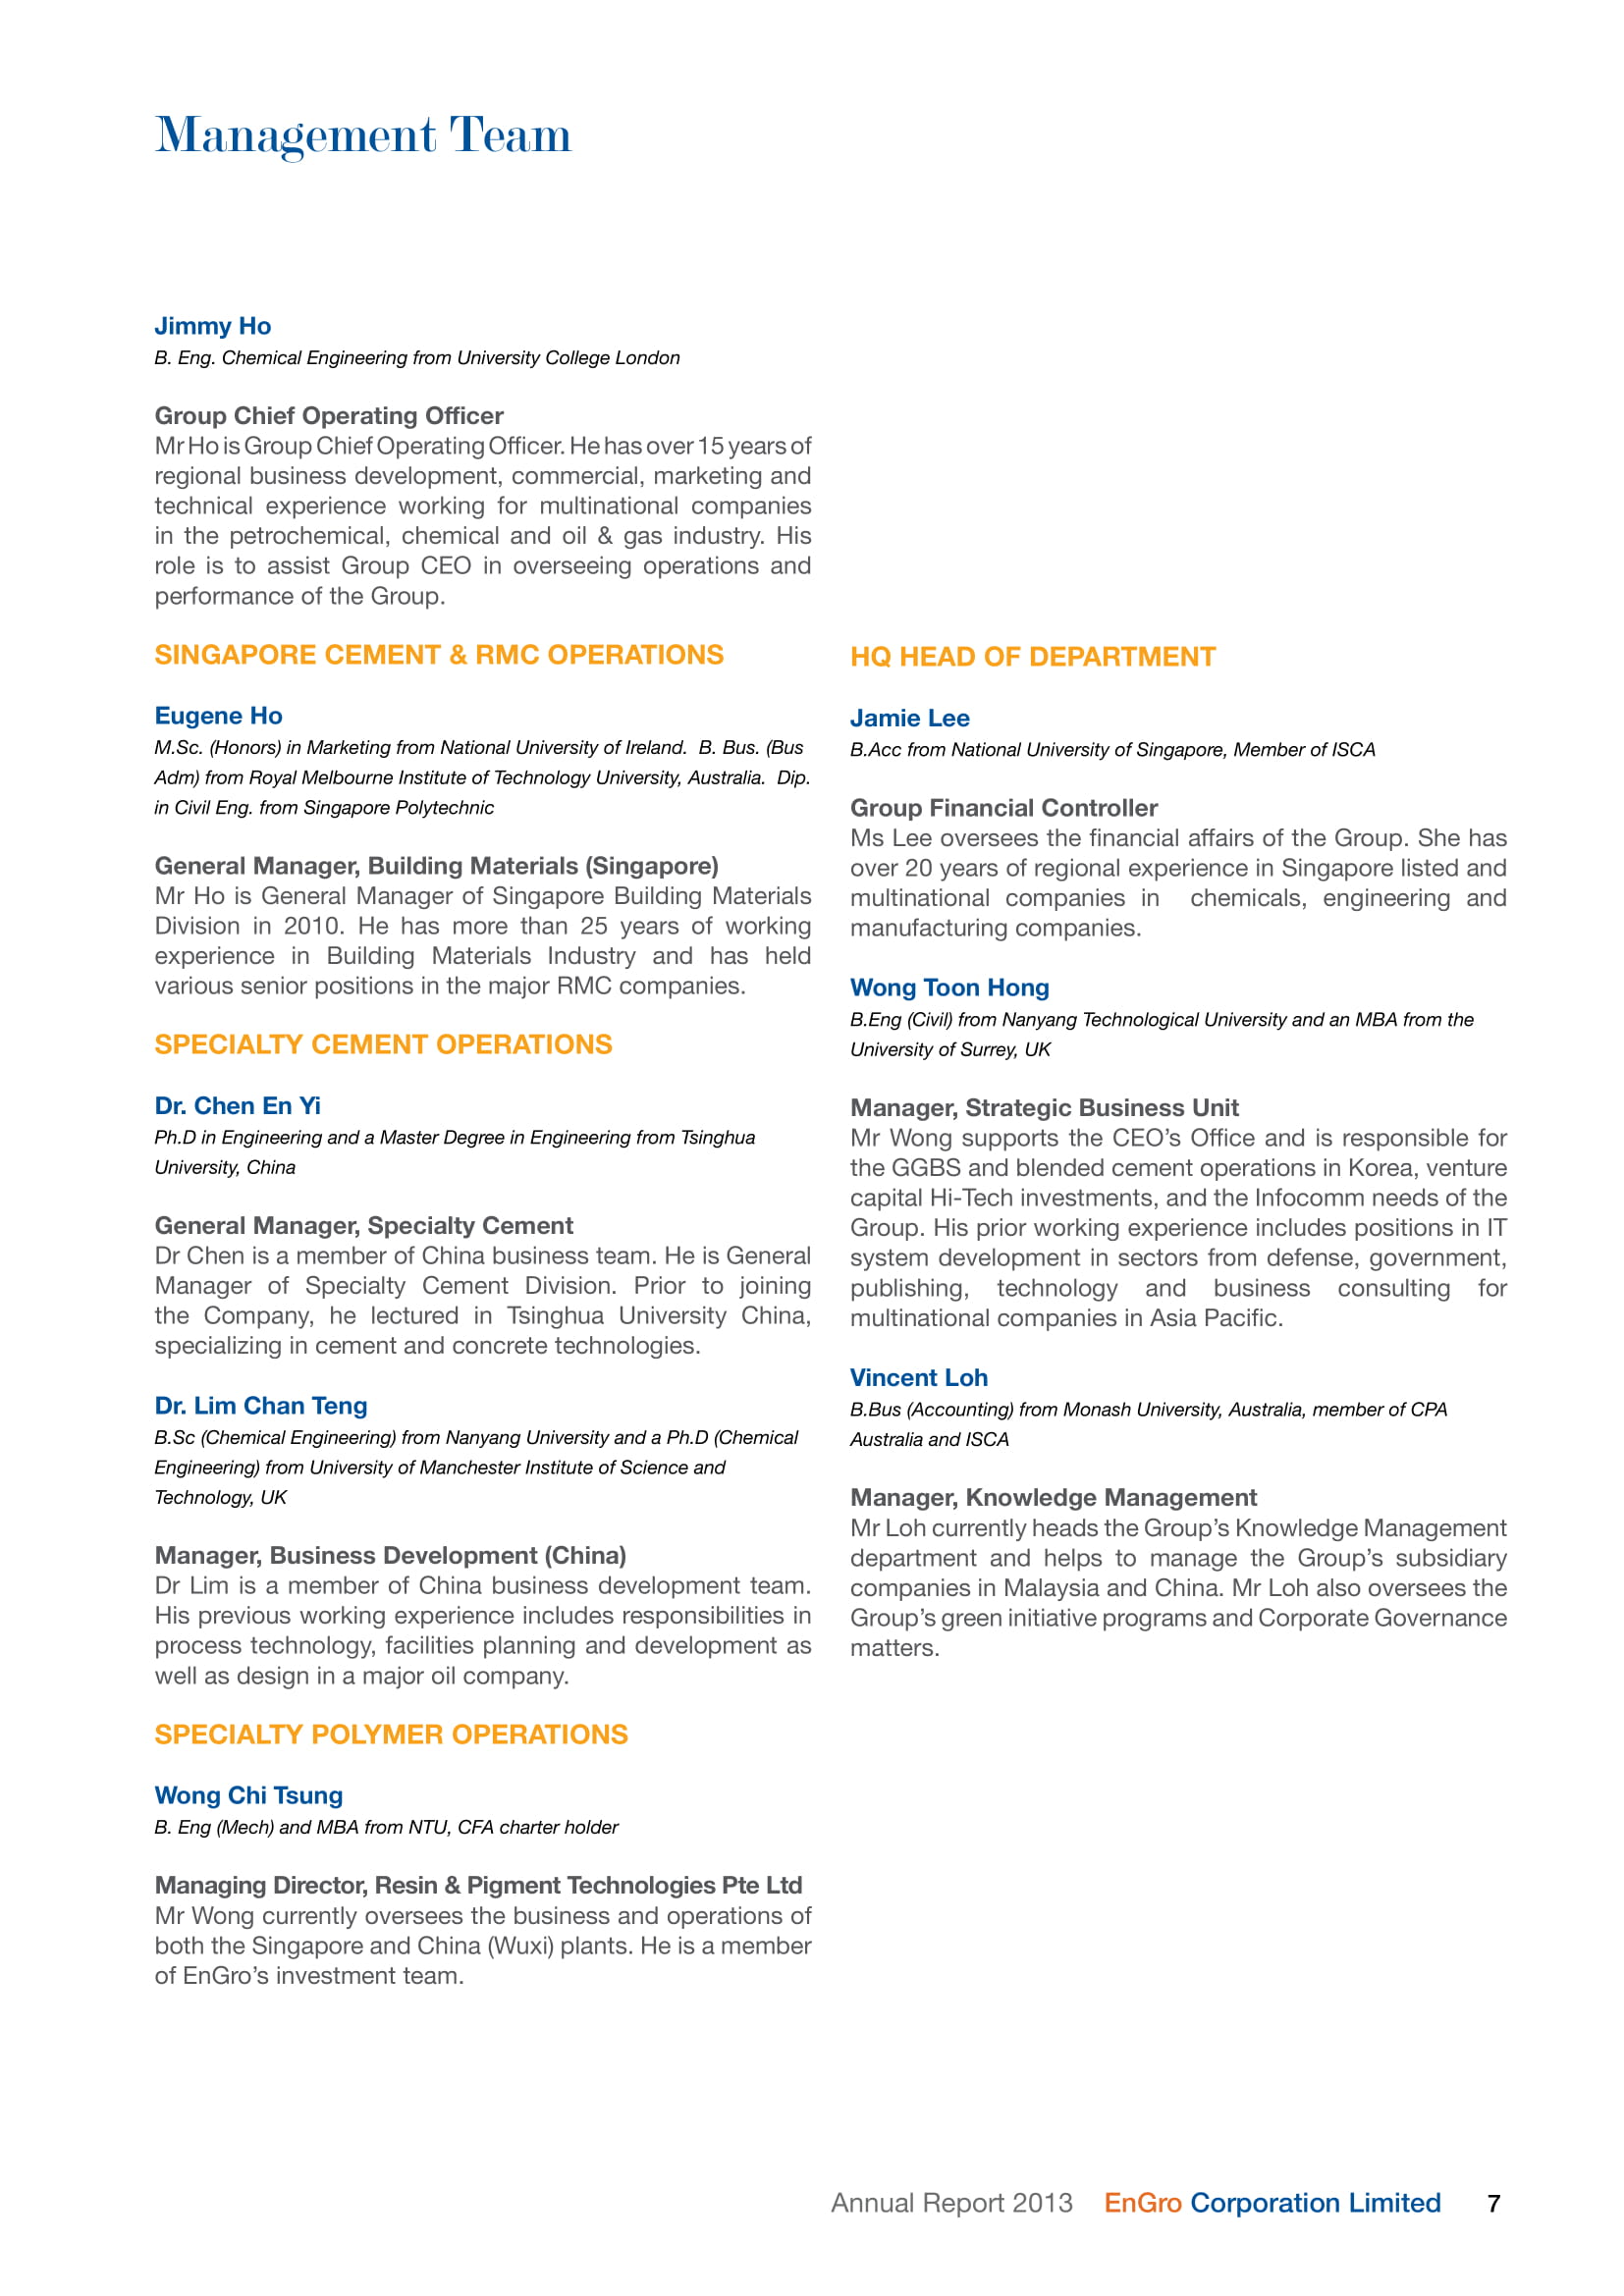 Management Team
Jimmy Ho
B. Eng. Chemical Engineering from University College London
Group Chief Operating Officer
Mr Ho is Group Chief Operating Officer. He has over 15 years of
regional business development, commercial, marketing and
technical experience working for multinational companies
in the petrochemical, chemical and oil & gas industry. His
role is to assist Group CEO in overseeing operations and
performance of the Group.
SINGAPORE CEMENT & RMC OPERATIONS
Eugene Ho
M.Sc. (Honors) in Marketing from National University of Ireland.  B. Bus. (Bus
Adm) from Royal Melbourne Institute of Technology University, Australia.  Dip.
in Civil Eng. from Singapore Polytechnic
General Manager, Building Materials (Singapore)
Mr Ho is General Manager of Singapore Building Materials
Division in 2010. He has more than 25 years of working
experience in Building Materials Industry and has held
various senior positions in the major RMC companies.
SPECIALTY CEMENT OPERATIONS
Dr. Chen En Yi
Ph.D in Engineering and a Master Degree in Engineering from Tsinghua
University, China
General Manager, Specialty Cement
Dr Chen is a member of China business team. He is General
Manager of Specialty Cement Division. Prior to joining
the Company, he lectured in Tsinghua University China,
specializing in cement and concrete technologies.
Dr. Lim Chan Teng
B.Sc (Chemical Engineering) from Nanyang University and a Ph.D (Chemical
Engineering) from University of Manchester Institute of Science and
Technology, UK
Manager, Business Development (China)
Dr Lim is a member of China business development team.
His previous working experience includes responsibilities in
process technology, facilities planning and development as
well as design in a major oil company.
SPECIALTY POLYMER OPERATIONS
Wong Chi Tsung
B. Eng (Mech) and MBA from NTU, CFA charter holder
Managing Director, Resin & Pigment Technologies Pte Ltd
Mr Wong currently oversees the business and operations of
both the Singapore and China (Wuxi) plants. He is a member
of EnGro’s investment team.
HQ HEAD OF DEPARTMENT
Jamie Lee
B.Acc from National University of Singapore, Member of ISCA
Group Financial Controller
Ms Lee oversees the financial affairs of the Group. She has
over 20 years of regional experience in Singapore listed and
multinational companies in  chemicals, engineering and
manufacturing companies.
Wong Toon Hong
B.Eng (Civil) from Nanyang Technological University and an MBA from the
University of Surrey, UK
Manager, Strategic Business Unit
Mr Wong supports the CEO’s Office and is responsible for
the GGBS and blended cement operations in Korea, venture
capital Hi-Tech investments, and the Infocomm needs of the
Group. His prior working experience includes positions in IT
system development in sectors from defense, government,
publishing, technology and business consulting for
multinational companies in Asia Pacific.
Vincent Loh
B.Bus (Accounting) from Monash University, Australia, member of CPA
Australia and ISCA
Manager, Knowledge Management
Mr Loh currently heads the Group’s Knowledge Management
department and helps to manage the Group’s subsidiary
companies in Malaysia and China. Mr Loh also oversees the
Group’s green initiative programs and Corporate Governance
matters.
Annual Report 2013 EnGro Corporation Limited 7